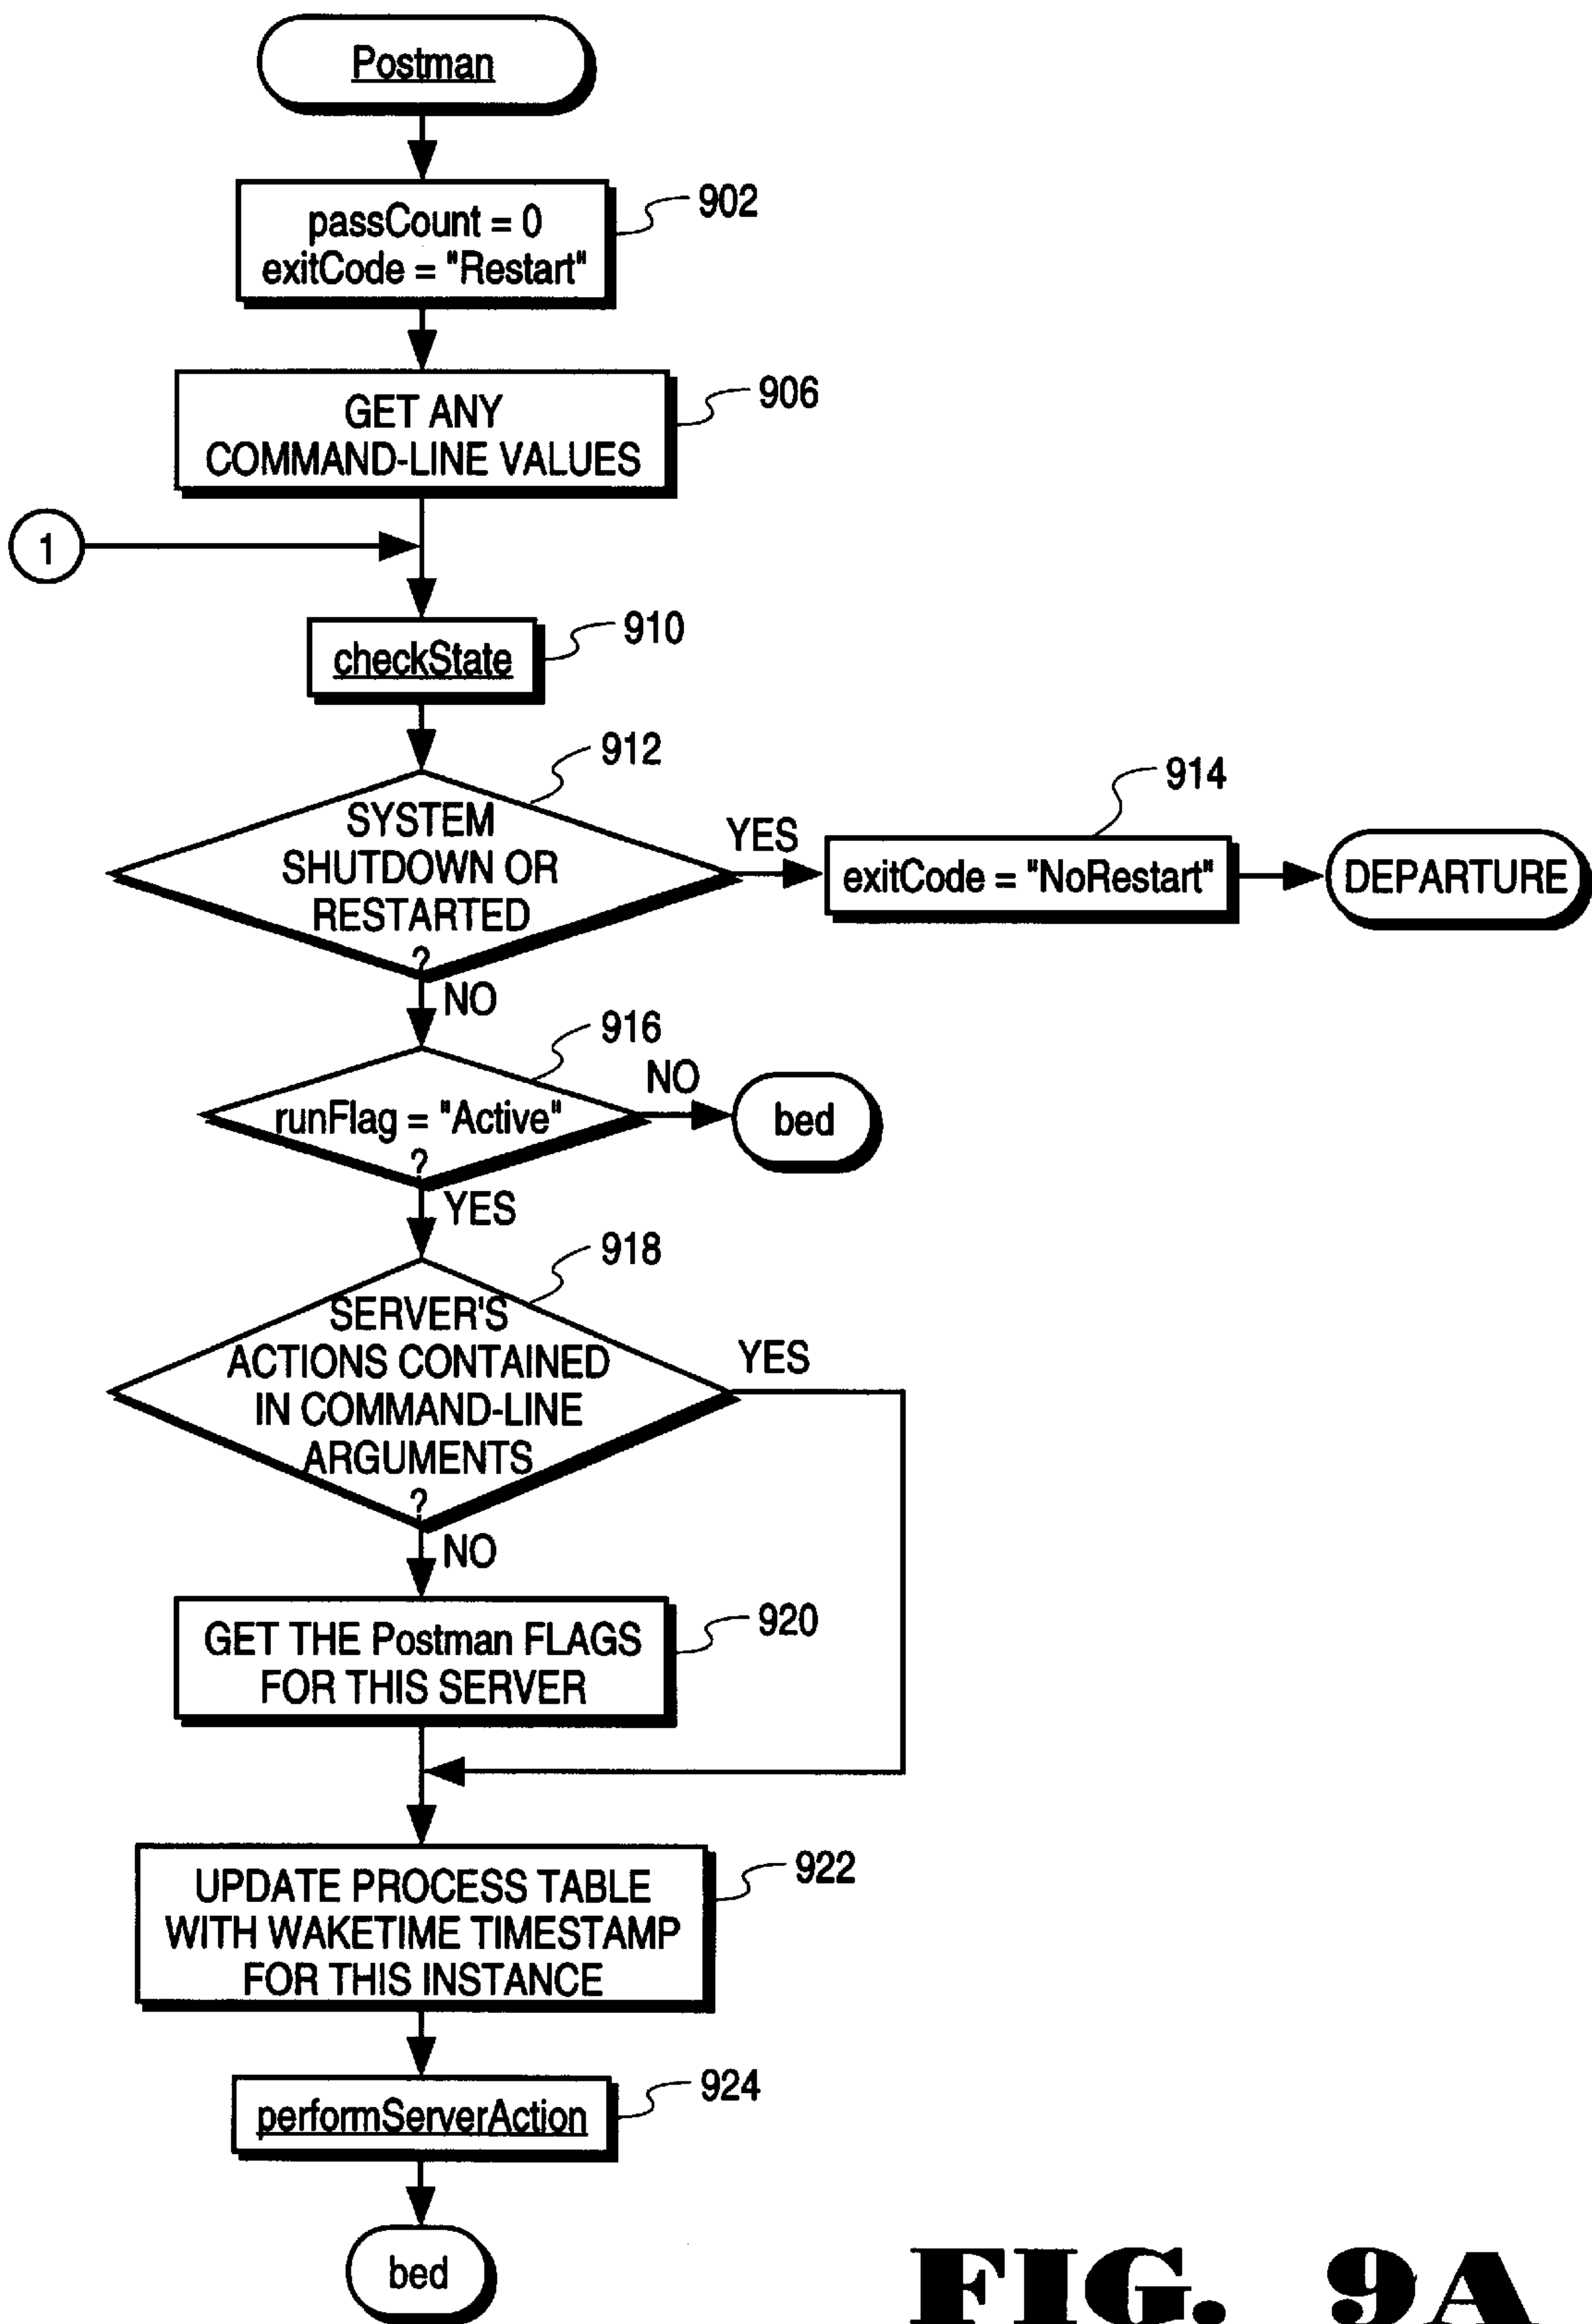 Postman
passCount = 0
exitCode = "Restart"
902
GET ANY
COMMAND-LINE VALUES
906
1
checkState
910
912
SYSTEM
SHUTDOWN OR
RESTARTED
?
YES
914
exitCode = "NoRestart"
DEPARTURE
NO
916
runFlag = "Active"
?
NO
bed
YES
918
SERVER'S
ACTIONS CONTAINED
IN COMMAND-LINE
ARGUMENTS
?
YES
NO
GET THE Postman FLAGS
FOR THIS SERVER
920
UPDATE PROCESS TABLE
WITH WAKETIME TIMESTAMP
FOR THIS INSTANCE
922
performServerAction
924
bed
FIG. 9A